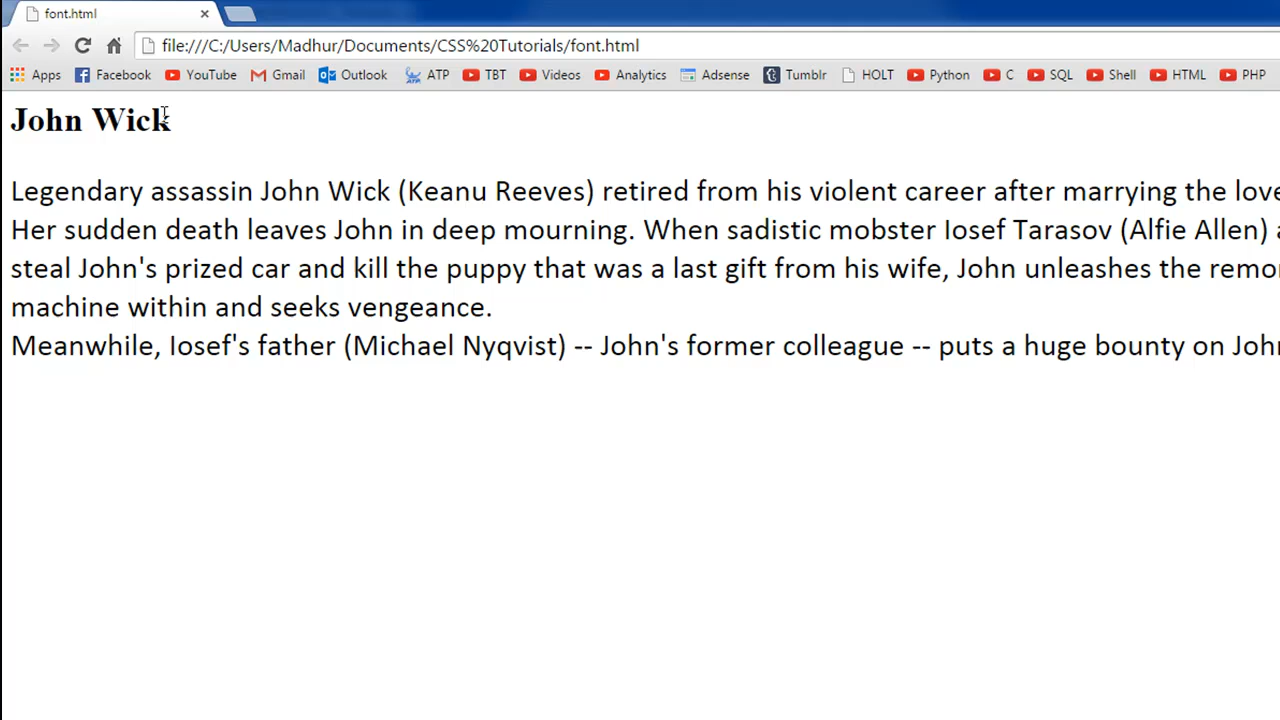 font.html
file:///C:/Users/Madhur/Documents/CSS%20Tutorials/font.html
Apps Facebook YouTube Gmail Outlook ATP TBT Videos Analytics Adsense Tumblr HOLT Python C SQL Shell HTML PHP
John Wick
Legendary assassin John Wick (Keanu Reeves) retired from his violent career after marrying the love
Her sudden death leaves John in deep mourning. When sadistic mobster Iosef Tarasov (Alfie Allen) a
steal John's prized car and kill the puppy that was a last gift from his wife, John unleashes the remo
machine within and seeks vengeance.
Meanwhile, Iosef's father (Michael Nyqvist) -- John's former colleague -- puts a huge bounty on John